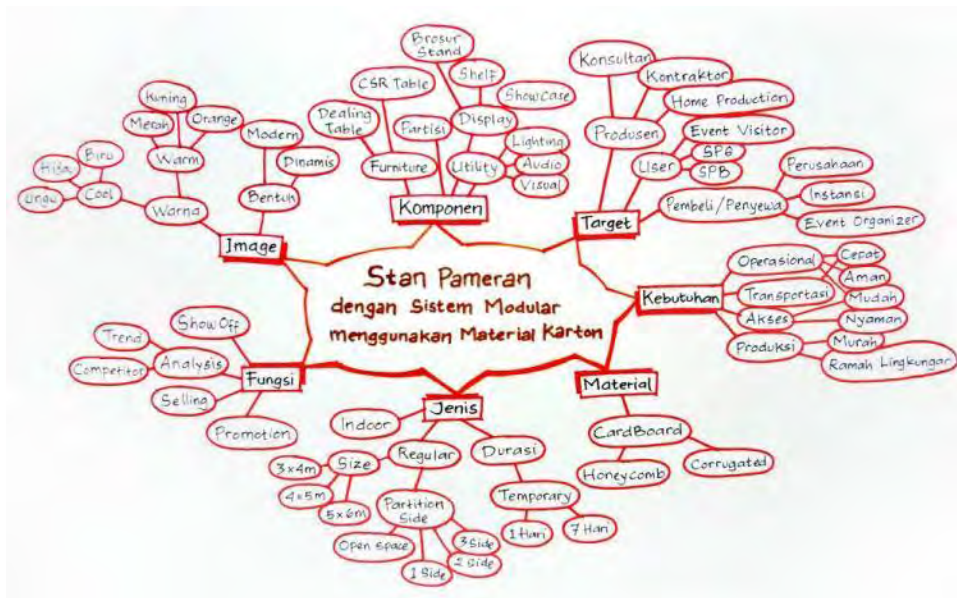 Stan Pameran
dengan Sistem Modular
menggunakan Material Karton
Image
Warna
Warm
Kuning
Merah
Orange
Cool
Biru
Hijau
Ungu
Bentuk
Modern
Dinamis
Komponen
Furniture
Dealing
Table
CSR Table
Partisi
Display
Brosur
Stand
Shelf
ShowCase
Utility
Lighting
Audio
Visual
Target
Produsen
Konsultan
Kontraktor
Home Production
User
Event Visitor
SPG
SPB
Pembeli/Penyewa
Perusahaan
Instansi
Event Organizer
Kebutuhan
Operasional
Transportasi
Akses
Cepat
Aman
Mudah
Nyaman
Produksi
Murah
Ramah Lingkungan
Material
CardBoard
Honeycomb
Corrugated
Jenis
Indoor
Regular
Size
3x4m
4x5m
5x6m
Partition
Side
Open space
1 Side
2 Side
3 Side
Durasi
Temporary
1 Hari
7 Hari
Fungsi
Show Off
Analysis
Trend
Competitor
Selling
Promotion